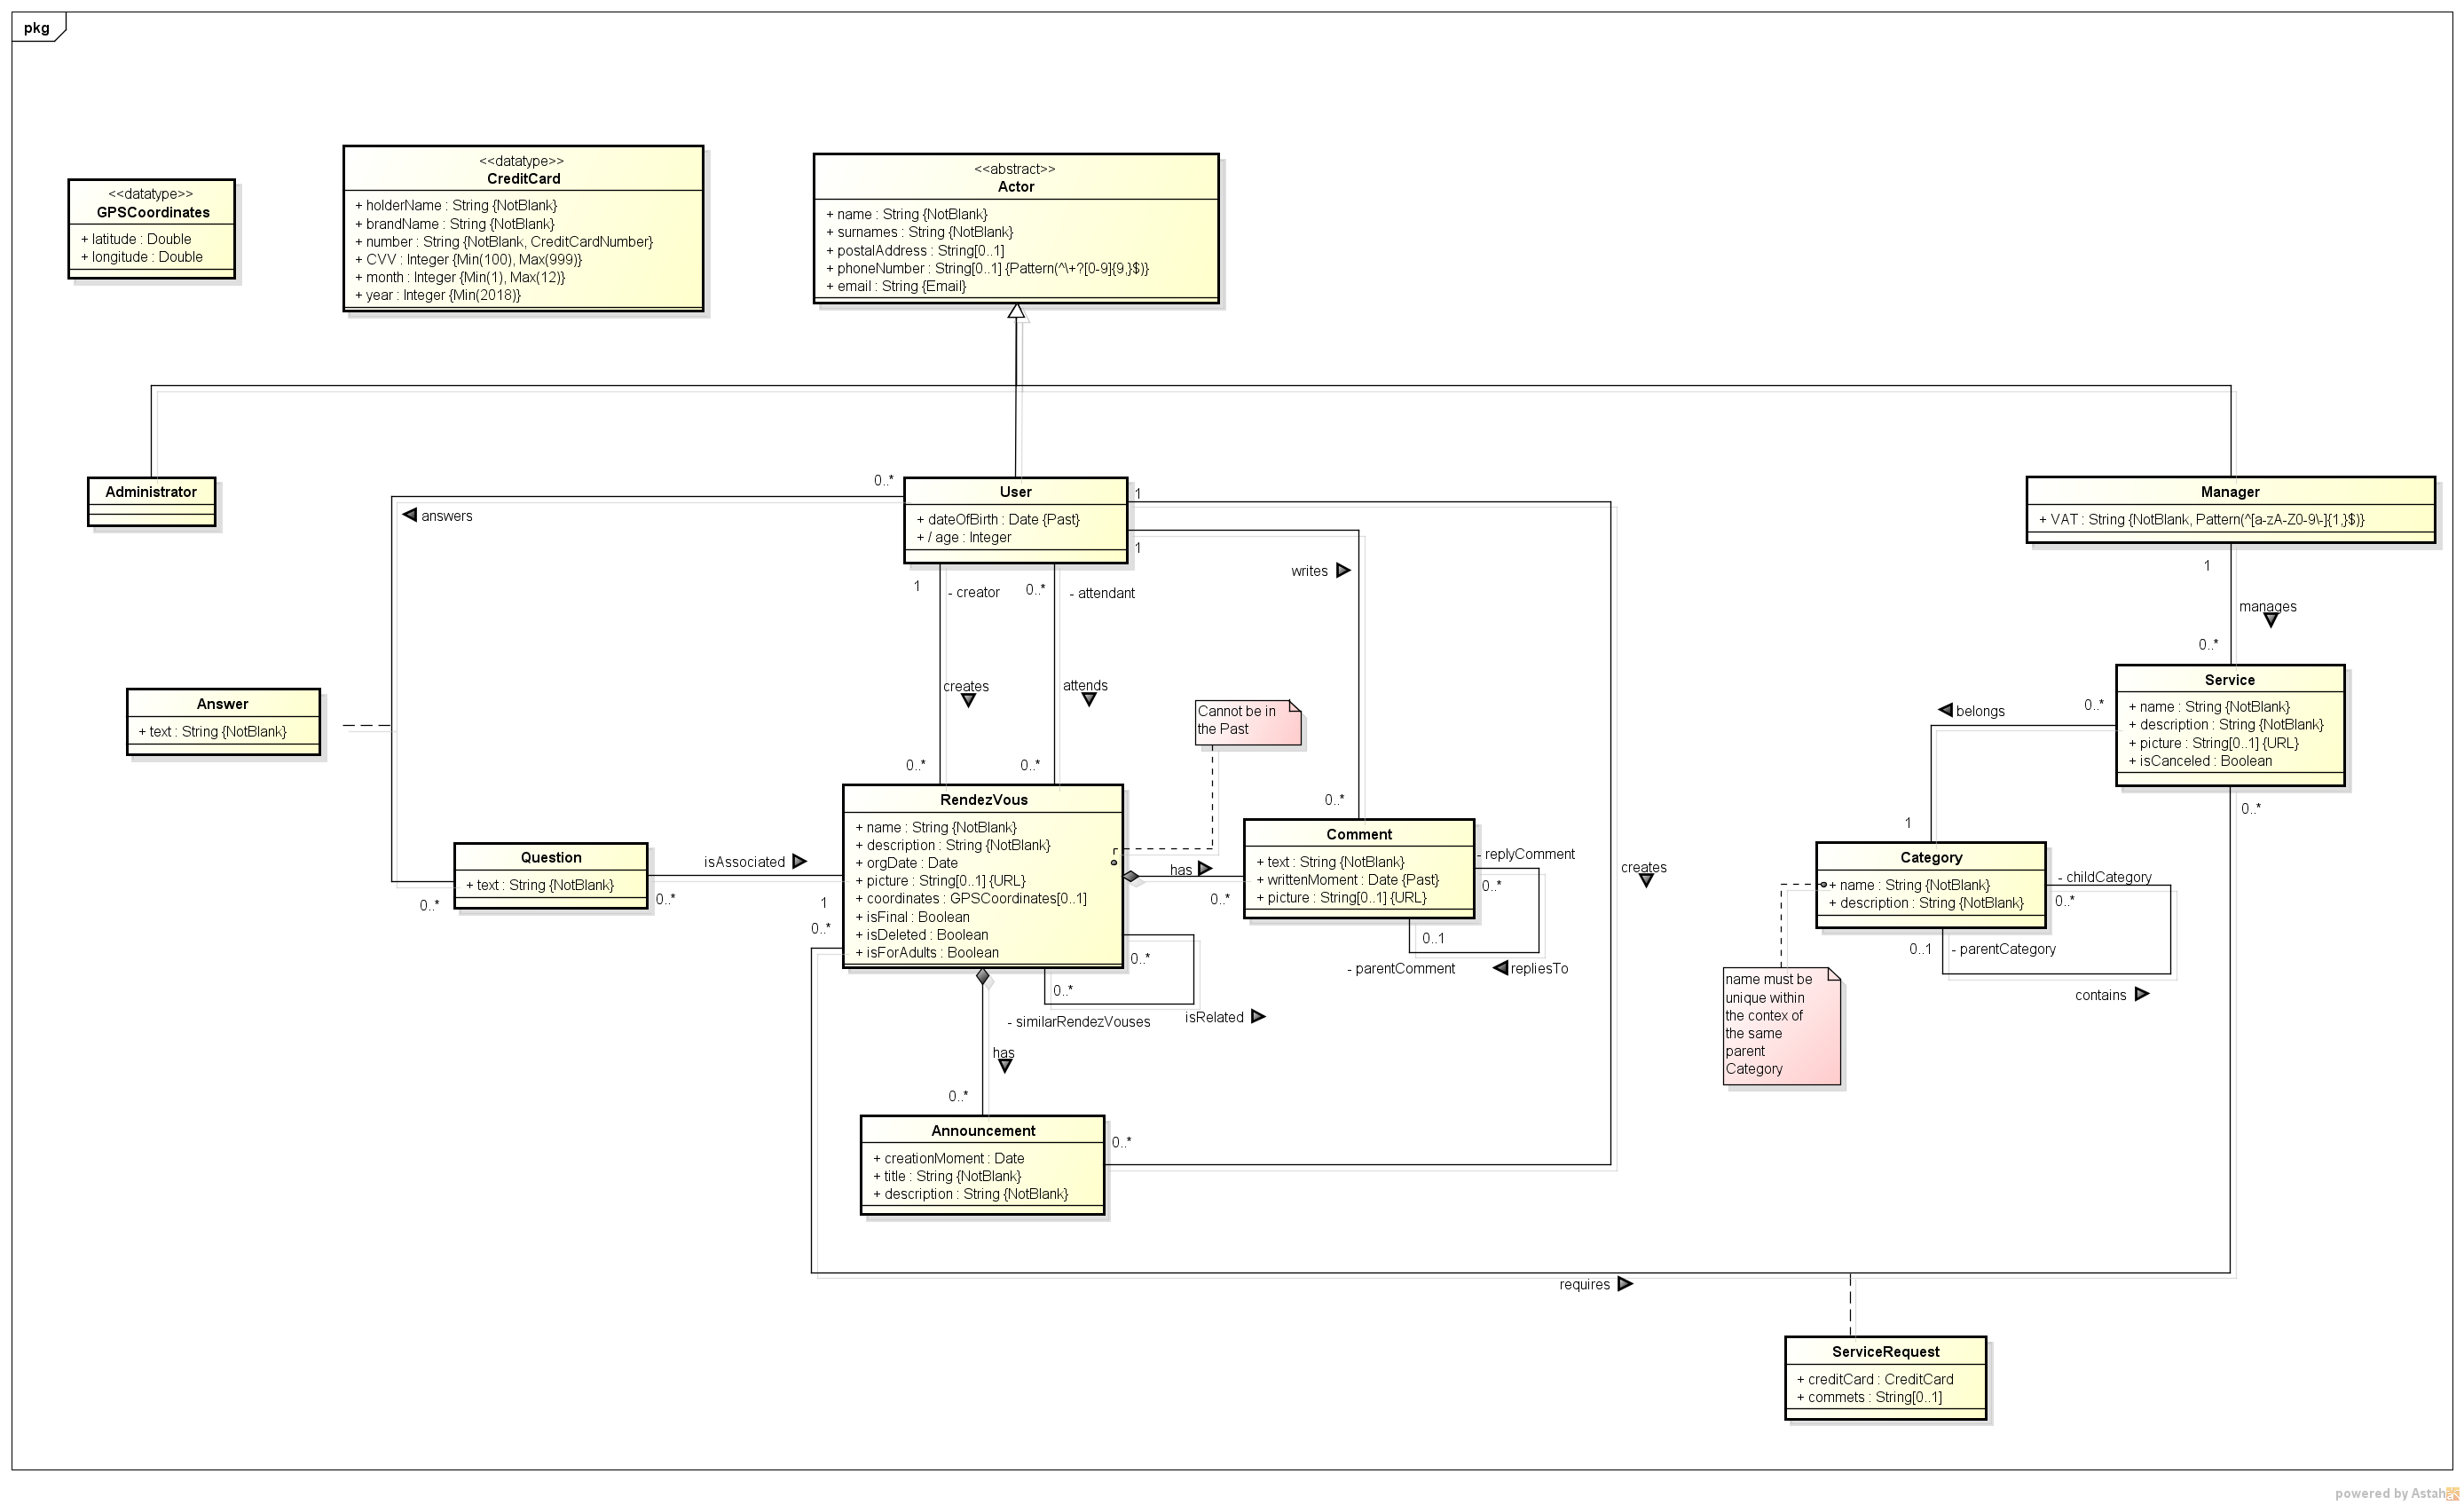 pkg
<<datatype>>
GPSCoordinates
+ latitude : Double
+ longitude : Double
<<datatype>>
CreditCard
+ holderName : String {NotBlank}
+ brandName : String {NotBlank}
+ number : String {NotBlank, CreditCardNumber}
+ CVV : Integer {Min(100), Max(999)}
+ month : Integer {Min(1), Max(12)}
+ year : Integer {Min(2018)}
<<abstract>>
Actor
+ name : String {NotBlank}
+ surnames : String {NotBlank}
+ postalAddress : String[0..1]
+ phoneNumber : String[0..1] {Pattern(^\+?[0-9]{9,}$)}
+ email : String {Email}
Administrator
0..*
answers
User
+ dateOfBirth : Date {Past}
+ / age : Integer
1
1
writes
Manager
+ VAT : String {NotBlank, Pattern(^[a-zA-Z0-9\-]{1,}$)}
1
manages
0..*
1
- creator
0..*
- attendant
creates
attends
0..*
0..*
Answer
+ text : String {NotBlank}
Cannot be in
the Past
Service
+ name : String {NotBlank}
+ description : String {NotBlank}
+ picture : String[0..1] {URL}
+ isCanceled : Boolean
0..*
belongs
1
0..*
Question
+ text : String {NotBlank}
0..*
0..*
isAssociated
1
0..*
RendezVous
+ name : String {NotBlank}
+ description : String {NotBlank}
+ orgDate : Date
+ picture : String[0..1] {URL}
+ coordinates : GPSCoordinates[0..1]
+ isFinal : Boolean
+ isDeleted : Boolean
+ isForAdults : Boolean
has
0..*
0..*
Comment
+ text : String {NotBlank}
+ writtenMoment : Date {Past}
+ picture : String[0..1] {URL}
- replyComment
0..*
0..1
- parentComment
repliesTo
creates
Category
+ name : String {NotBlank}
+ description : String {NotBlank}
- childCategory
0..*
0..1
- parentCategory
contains
name must be
unique within
the contex of
the same
parent
Category
0..*
0..*
- similarRendezVouses
isRelated
has
0..*
Announcement
+ creationMoment : Date
+ title : String {NotBlank}
+ description : String {NotBlank}
0..*
requires
ServiceRequest
+ creditCard : CreditCard
+ commets : String[0..1]
powered by Astah